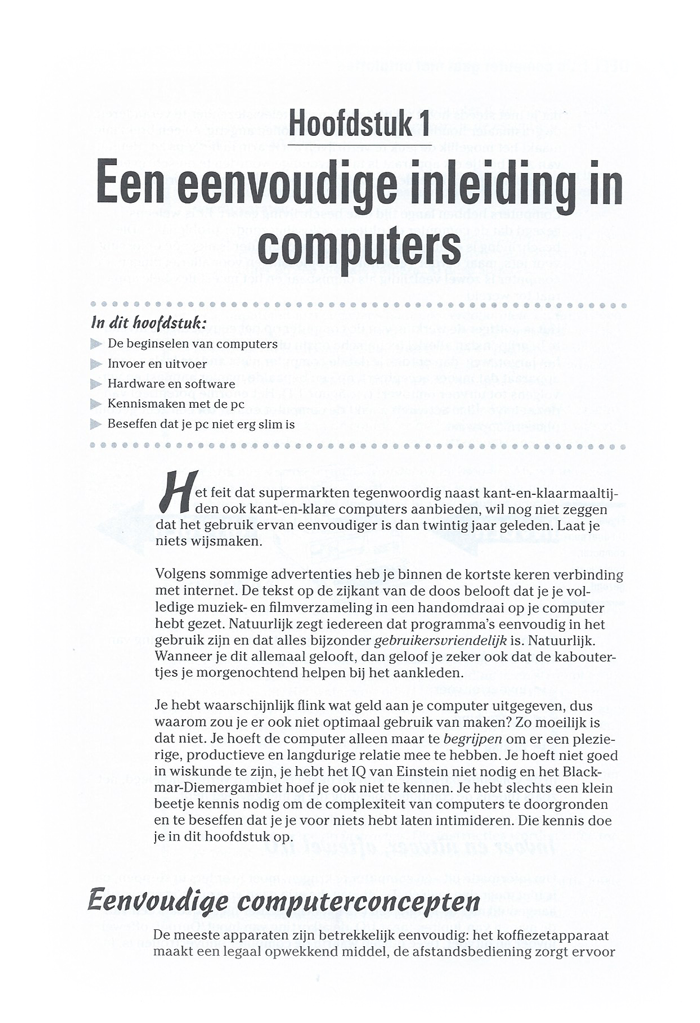 Hoofdstuk 1
Een eenvoudige inleiding in
computers
In dit hoofdstuk:
De beginselen van computers
Invoer en uitvoer
Hardware en software
Kennismaken met de pc
Beseffen dat je pc niet erg slim is
Het feit dat supermarkten tegenwoordig naast kant-en-klaarmaaltij-
den ook kant-en-klare computers aanbieden, wil nog niet zeggen
dat het gebruik ervan eenvoudiger is dan twintig jaar geleden. Laat je
niets wijsmaken.
Volgens sommige advertenties heb je binnen de kortste keren verbinding
met internet. De tekst op de zijkant van de doos belooft dat je je vol-
ledige muziek- en filmverzameling in een handomdraai op je computer
hebt gezet. Natuurlijk zegt iedereen dat programma's eenvoudig in het
gebruik zijn en dat alles bijzonder gebruikersvriendelijk is. Natuurlijk.
Wanneer je dit allemaal gelooft, dan geloof je zeker ook dat de kabouter-
tjes je morgenochtend helpen bij het aankleden.
Je hebt waarschijnlijk flink wat geld aan je computer uitgegeven, dus
waarom zou je er ook niet optimaal gebruik van maken? Zo moeilijk is
dat niet. Je hoeft de computer alleen maar te begrijpen om er een plezie-
rige, productieve en langdurige relatie mee te hebben. Je hoeft niet goed
in wiskunde te zijn, je hebt het IQ van Einstein niet nodig en het Black-
mar-Diemergambiet hoef je ook niet te kennen. Je hebt slechts een klein
beetje kennis nodig om de complexiteit van computers te doorgronden
en te beseffen dat je je voor niets hebt laten intimideren. Die kennis doe
je in dit hoofdstuk op.
Eenvoudige computerconcepten
De meeste apparaten zijn betrekkelijk eenvoudig: het koffiezetapparaat
maakt een legaal opwekkend middel, de afstandsbediening zorgt ervoor